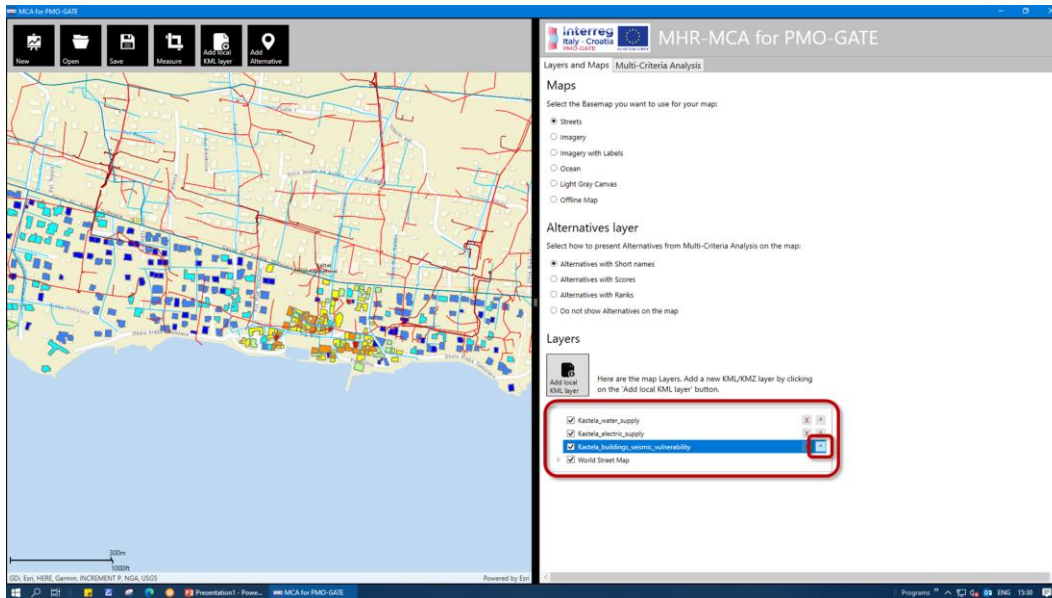 MCA for PMO-GATE
New
Open
Save
Measure
Add local
KML layer
Add
Alternative
300m
1000ft
GDi, Esri, HERE, Garmin, INCREMENT P, NGA, USGS
Powered by Esri
Interreg
Italy - Croatia
PMO-GATE
MHR-MCA for PMO-GATE
Layers and Maps
Multi-Criteria Analysis
Maps
Select the Basemap you want to use for your map:
Streets
Imagery
Imagery with Labels
Ocean
Light Gray Canvas
Offline Map
Alternatives layer
Select how to present Alternatives from Multi-Criteria Analysis on the map:
Alternatives with Short names
Alternatives with Scores
Alternatives with Ranks
Do not show Alternatives on the map
Layers
Add local
KML layer
Here are the map Layers. Add a new KML/KMZ layer by clicking
on the 'Add local KML layer' button.
Kastela_water_supply
X
Kastela_electric_supply
X
Kastela_buildings_seismic_vulnerability
World Street Map
Presentation1 - Powe...
MCA for PMO-GATE
Programs
ENG
15:30